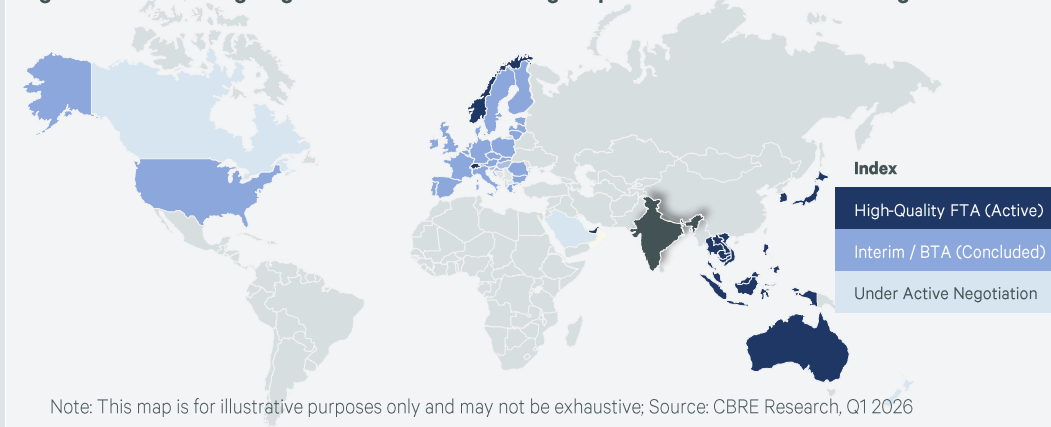 Index
High-Quality FTA (Active)
Interim / BTA (Concluded)
Under Active Negotiation
Note: This map is for illustrative purposes only and may not be exhaustive; Source: CBRE Research, Q1 2026